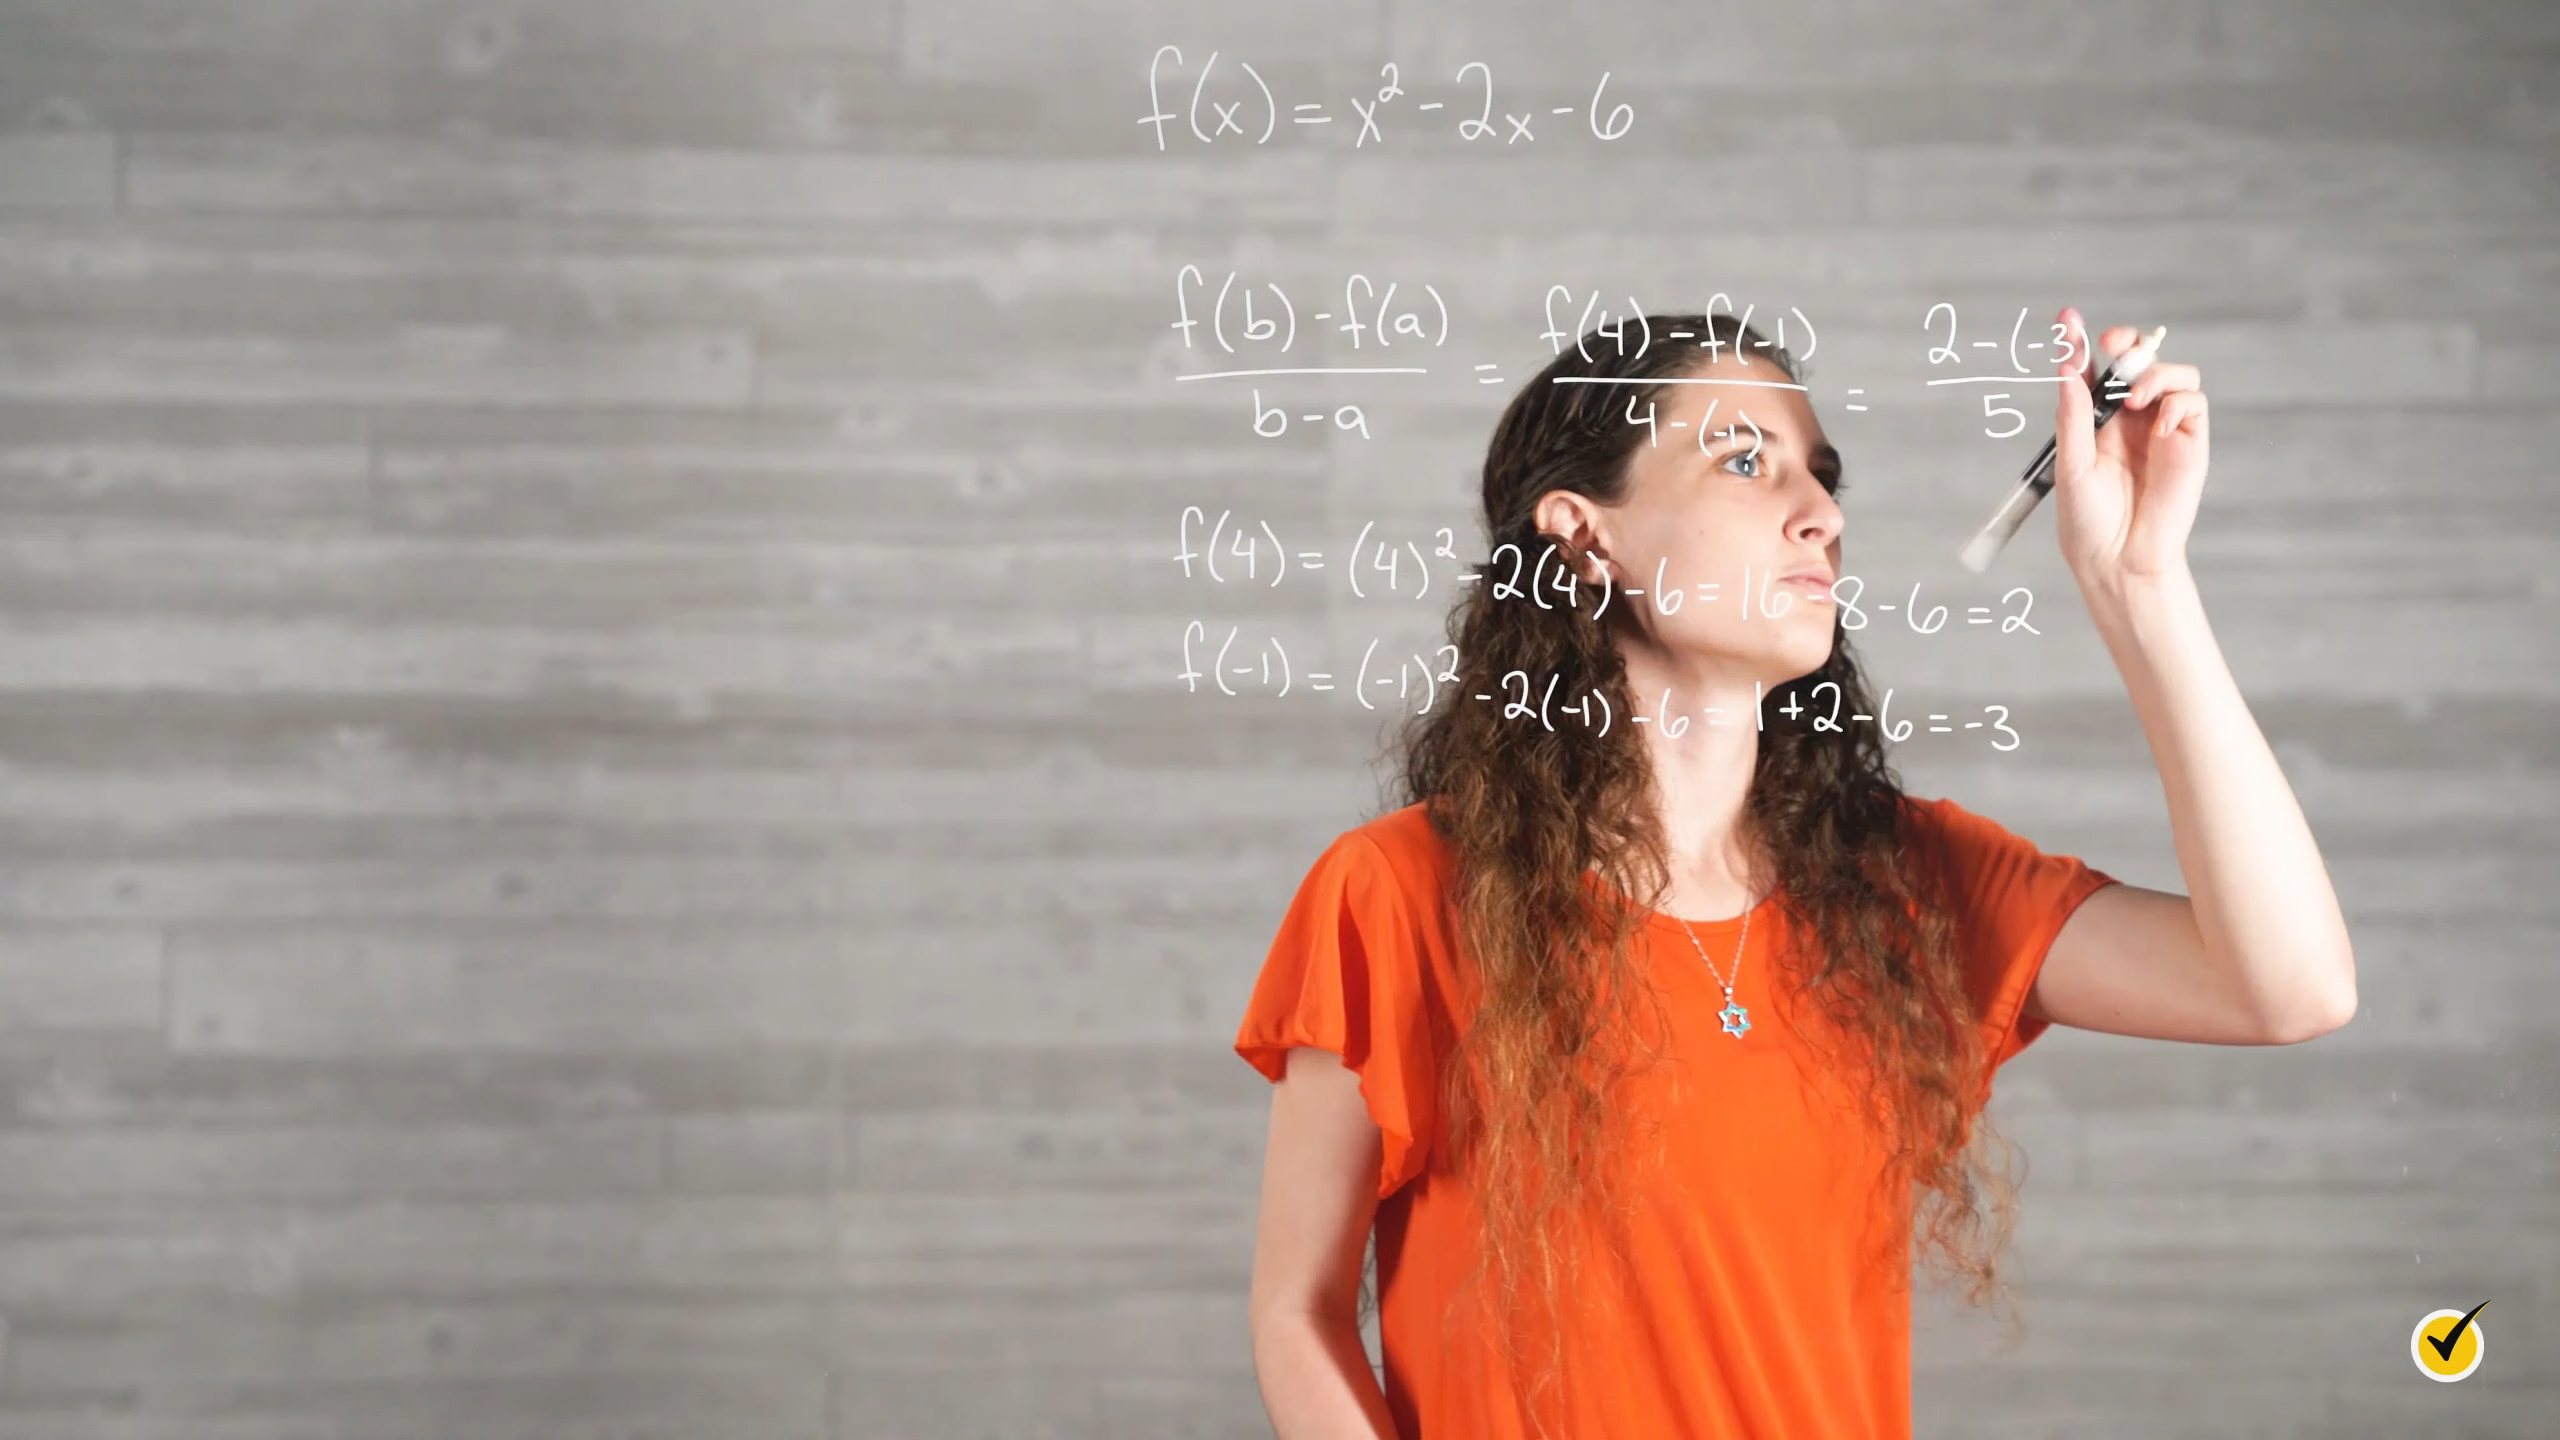 f(x) = x² - 2x - 6
f(b) - f(a) / b - a = f(4) - f(-1) / 4 - (-1) = 2 - (-3) / 5 =
f(4) = (4)² - 2(4) - 6 = 16 - 8 - 6 = 2
f(-1) = (-1)² - 2(-1) - 6 = 1 + 2 - 6 = -3